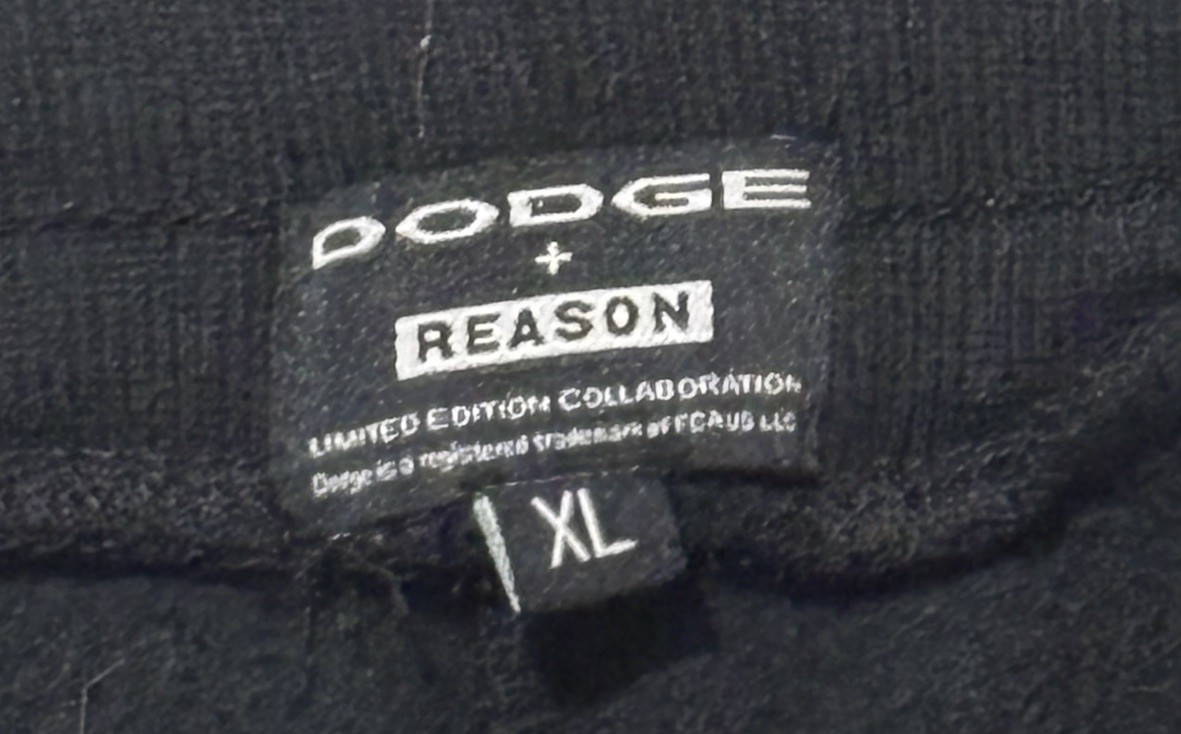 DODGE
+
REASON
LIMITED EDITION COLLABORATION
Dodge is a registered trademark of FCA US LLC
XL